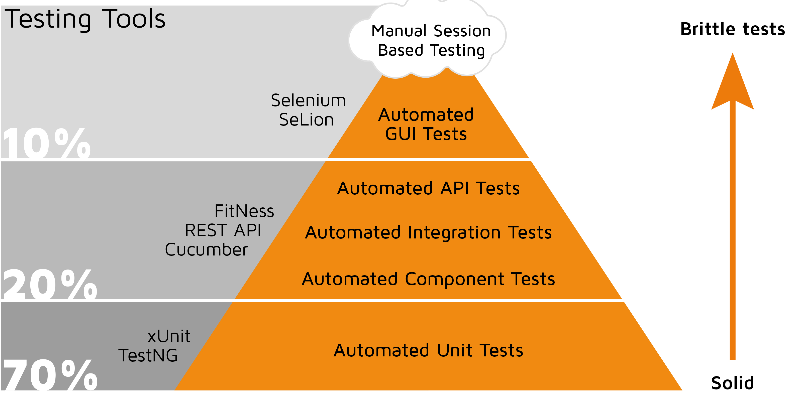 Testing Tools
Manual Session
Based Testing
Brittle tests
Selenium
SeLion
Automated
GUI Tests
10%
Automated API Tests
FitNess
REST API
Cucumber
Automated Integration Tests
Automated Component Tests
20%
xUnit
TestNG
Automated Unit Tests
70%
Solid